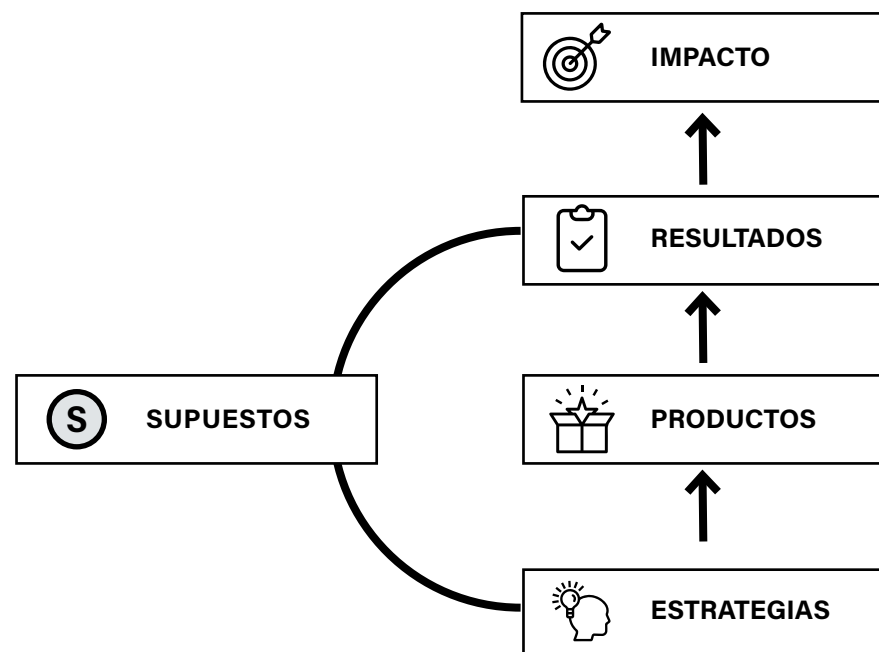 IMPACTO
RESULTADOS
S SUPUESTOS
PRODUCTOS
ESTRATEGIAS